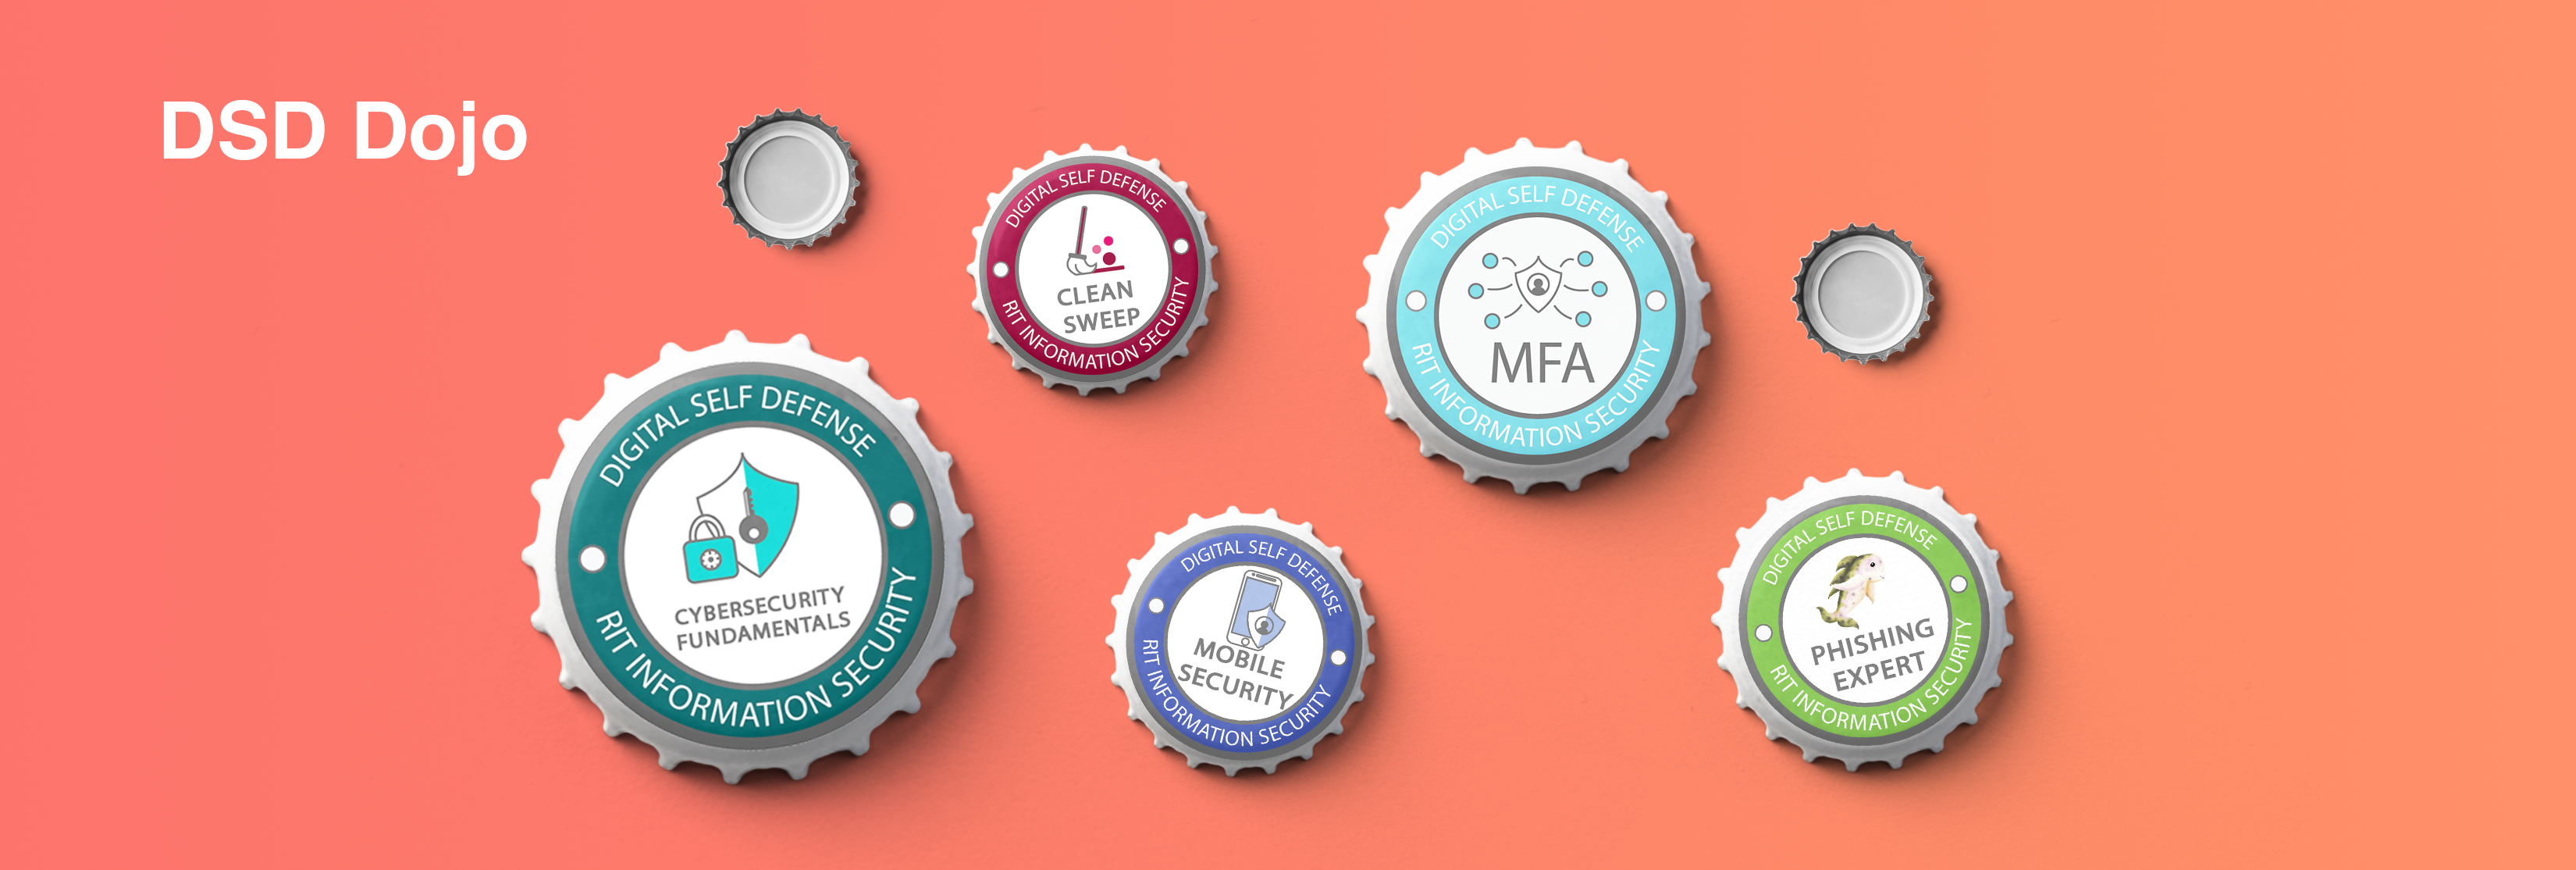 DSD Dojo
DIGITAL SELF DEFENSE
CLEAN
SWEEP
RIT INFORMATION SECURITY
DIGITAL SELF DEFENSE
MFA
RIT INFORMATION SECURITY
DIGITAL SELF DEFENSE
CYBERSECURITY
FUNDAMENTALS
RIT INFORMATION SECURITY
DIGITAL SELF DEFENSE
MOBILE
SECURITY
RIT INFORMATION SECURITY
DIGITAL SELF DEFENSE
PHISHING
EXPERT
RIT INFORMATION SECURITY